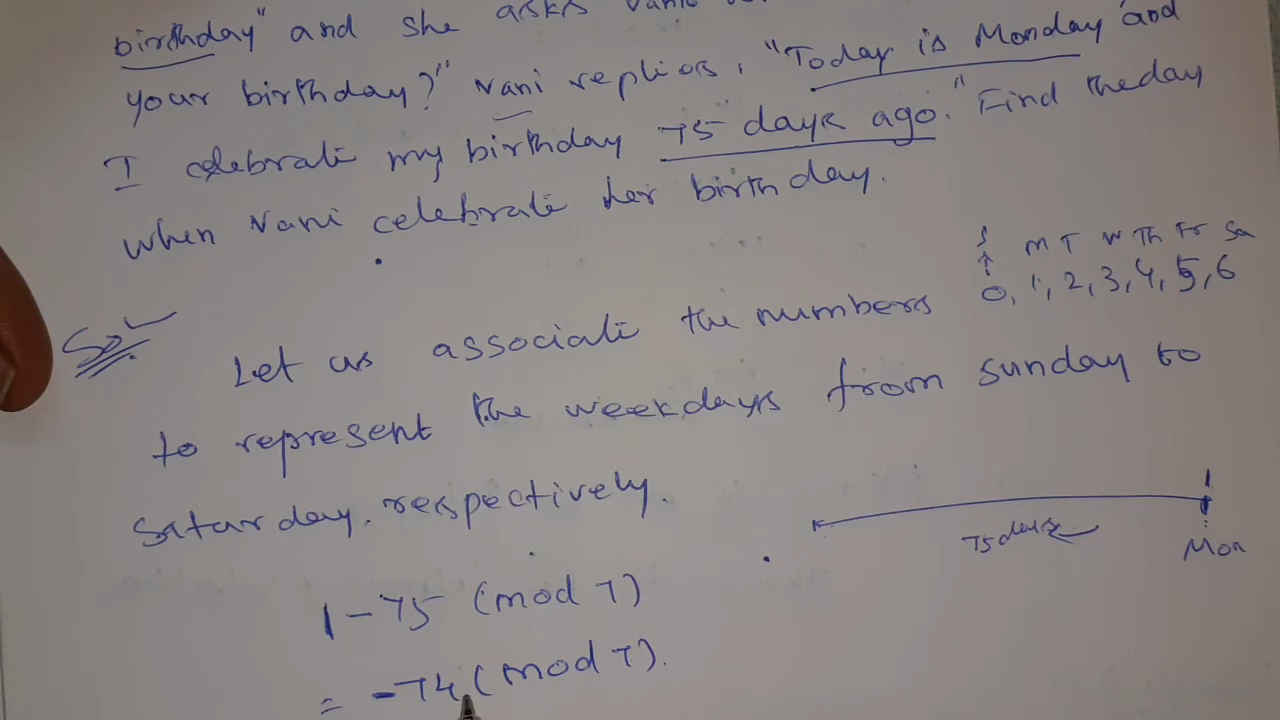 birthday" and she asks
your birthday?" Vani replies, "Today is Monday and
I celebrate my birthday 75 days ago." Find the day
when Vani celebrate her birth day.
S M T W Th Fr Sa
Sol
Let us associate the numbers 0, 1, 2, 3, 4, 5, 6
to represent the weekdays from sunday to
Saturday. respectively.
75 days
Mon
1 - 75 (mod 7)
= -74 (mod 7).